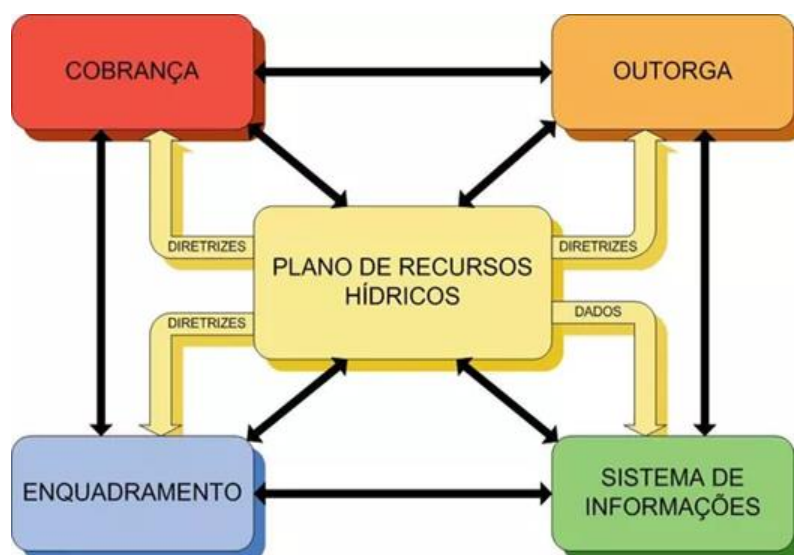 COBRANÇA
OUTORGA
DIRETRIZES
DIRETRIZES
PLANO DE RECURSOS
HÍDRICOS
DIRETRIZES
DADOS
ENQUADRAMENTO
SISTEMA DE
INFORMAÇÕES